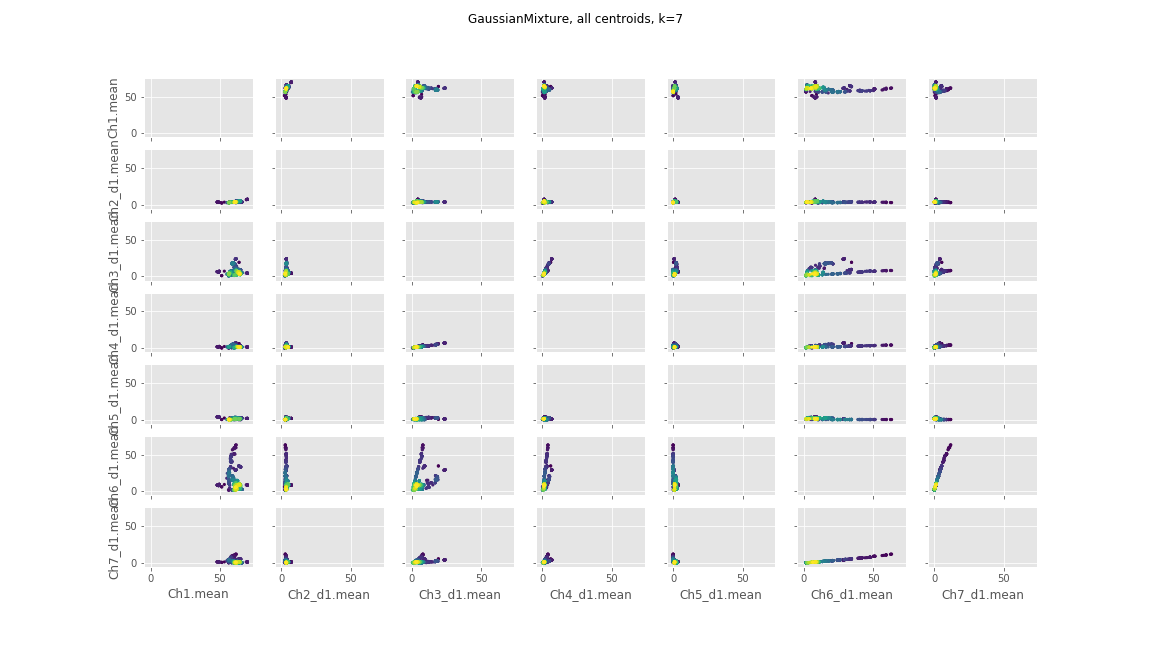 GaussianMixture, all centroids, k=7
Ch1.mean
50
0
Ch2_d1.mean
50
0
Ch3_d1.mean
50
0
Ch4_d1.mean
50
0
Ch5_d1.mean
50
0
Ch6_d1.mean
50
0
Ch7_d1.mean
50
0
0 50 0 50 0 50 0 50 0 50 0 50 0 50
Ch1.mean Ch2_d1.mean Ch3_d1.mean Ch4_d1.mean Ch5_d1.mean Ch6_d1.mean Ch7_d1.mean